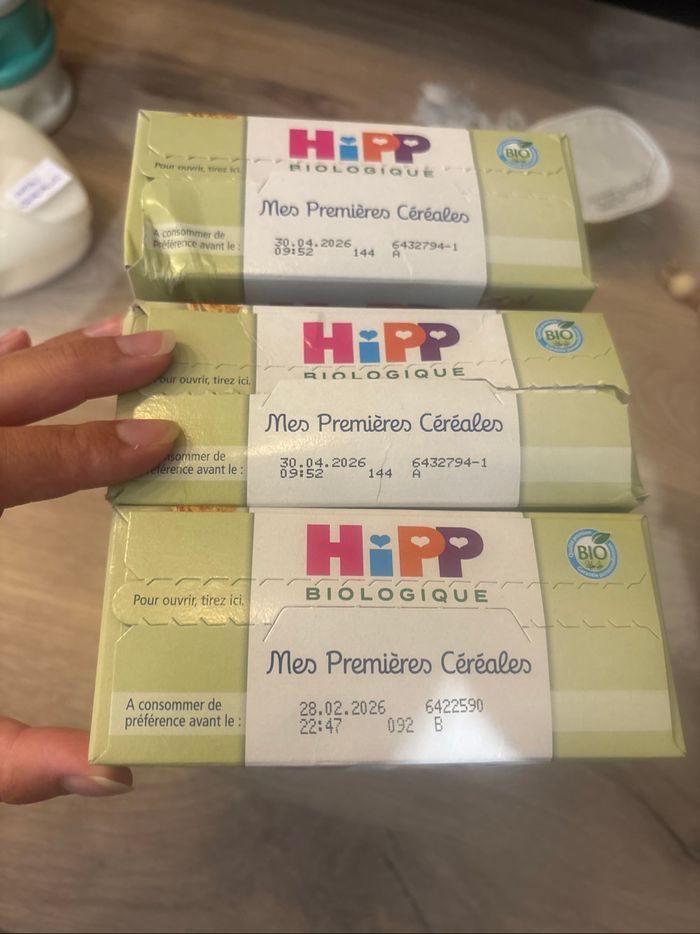 HiPP
BIOLOGIQUE
BIO
Pour ouvrir, tirez ici.
Mes Premières Céréales
A consommer de
préférence avant le :
30.04.2026 6432794-1
09:52 144 A
HiPP
BIOLOGIQUE
BIO
our ouvrir, tirez ici.
Mes Premières Céréales
sommer de
férence avant le :
30.04.2026 6432794-1
09:52 144 A
HiPP
BIOLOGIQUE
BIO
Pour ouvrir, tirez ici.
Mes Premières Céréales
A consommer de
préférence avant le :
28.02.2026 6422590
22:47 092 B